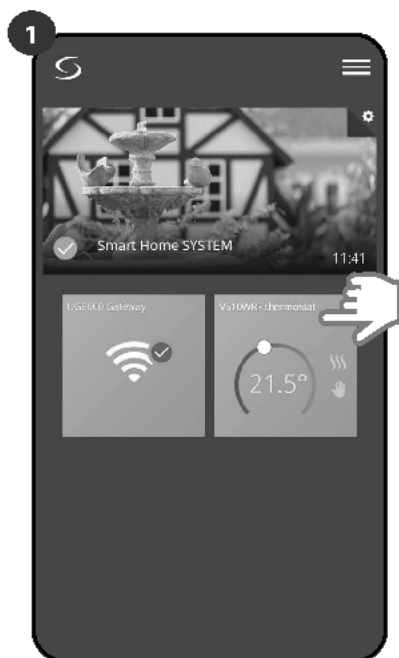 1
Smart Home SYSTEM
11:41
UGE600 Gateway
VS10WR - thermostat
21.5°